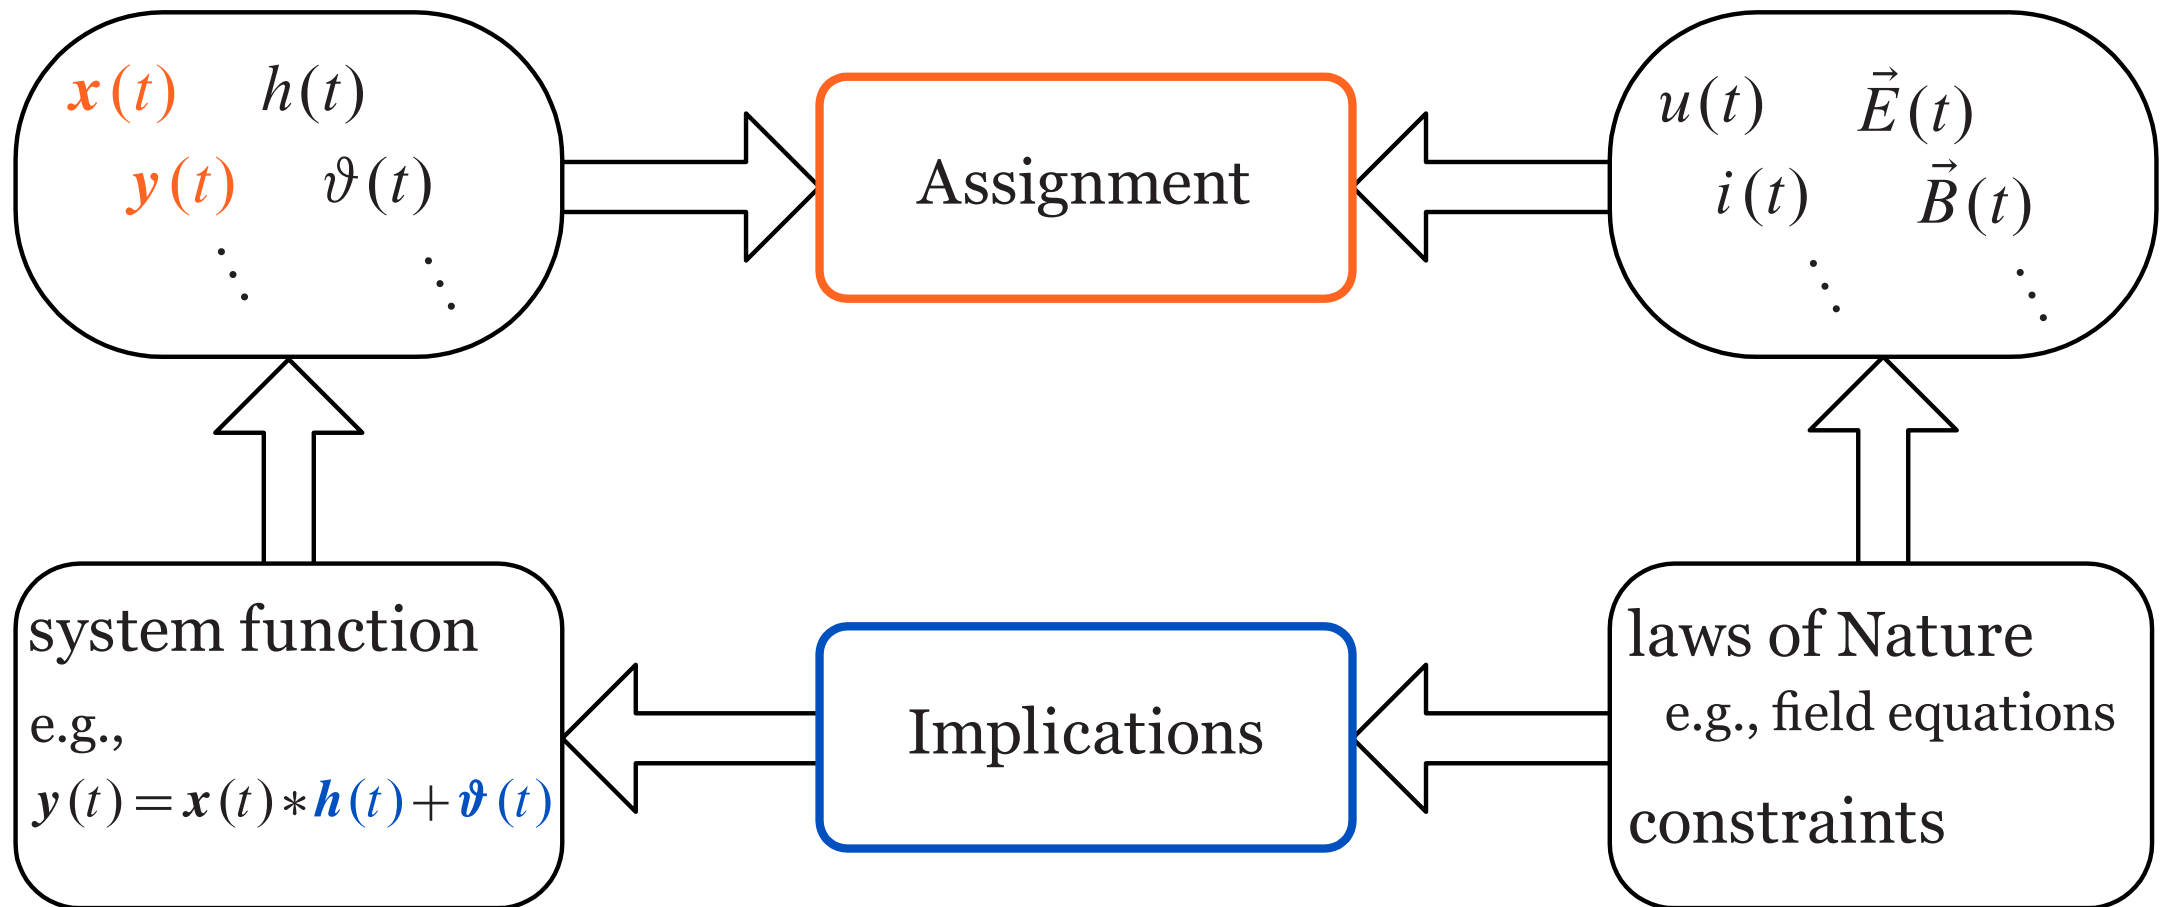 x(t) h(t)
y(t) ϑ(t)
⋱ ⋱
Assignment
u(t) E⃗(t)
i(t) B⃗(t)
⋱ ⋱
system function
e.g.,
y(t)=x(t)*h(t)+ϑ(t)
Implications
laws of Nature
e.g., field equations
constraints